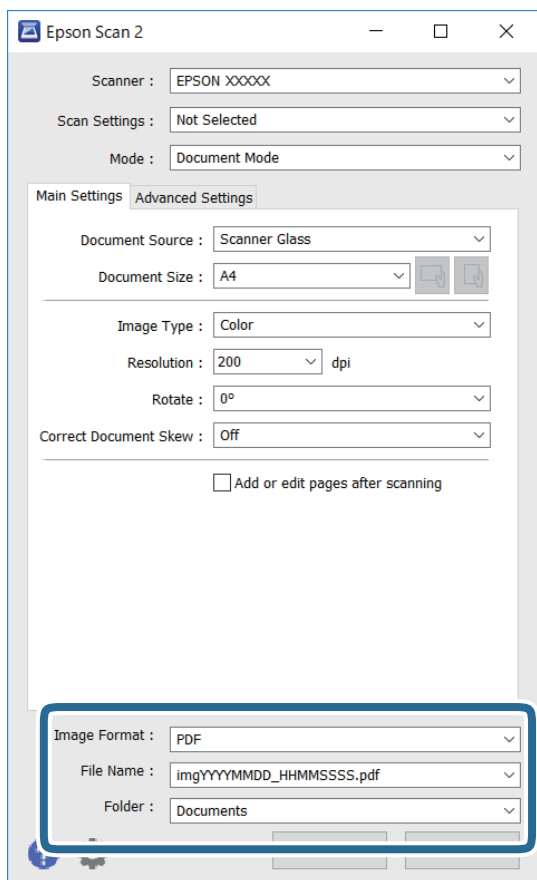 Epson Scan 2
Scanner : EPSON XXXXX
Scan Settings : Not Selected
Mode : Document Mode
Main Settings Advanced Settings
Document Source : Scanner Glass
Document Size : A4
Image Type : Color
Resolution : 200 dpi
Rotate : 0°
Correct Document Skew : Off
Add or edit pages after scanning
Image Format : PDF
File Name : imgYYYYMMDD_HHMMSSSS.pdf
Folder : Documents